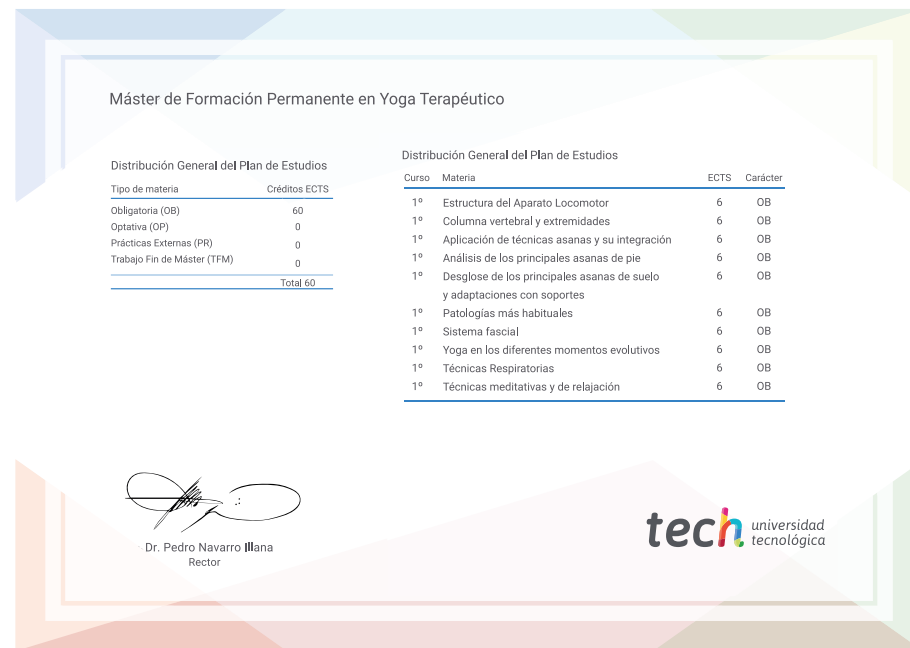 Máster de Formación Permanente en Yoga Terapéutico
Distribución General del Plan de Estudios
Tipo de materia Créditos ECTS
Obligatoria (OB) 60
Optativa (OP) 0
Prácticas Externas (PR) 0
Trabajo Fin de Máster (TFM) 0
Total 60
Distribución General del Plan de Estudios
Curso Materia ECTS Carácter
1º Estructura del Aparato Locomotor 6 OB
1º Columna vertebral y extremidades 6 OB
1º Aplicación de técnicas asanas y su integración 6 OB
1º Análisis de los principales asanas de pie 6 OB
1º Desglose de los principales asanas de suelo 6 OB
y adaptaciones con soportes
1º Patologías más habituales 6 OB
1º Sistema fascial 6 OB
1º Yoga en los diferentes momentos evolutivos 6 OB
1º Técnicas Respiratorias 6 OB
1º Técnicas meditativas y de relajación 6 OB
Dr. Pedro Navarro Illana
Rector
tech universidad
tecnológica